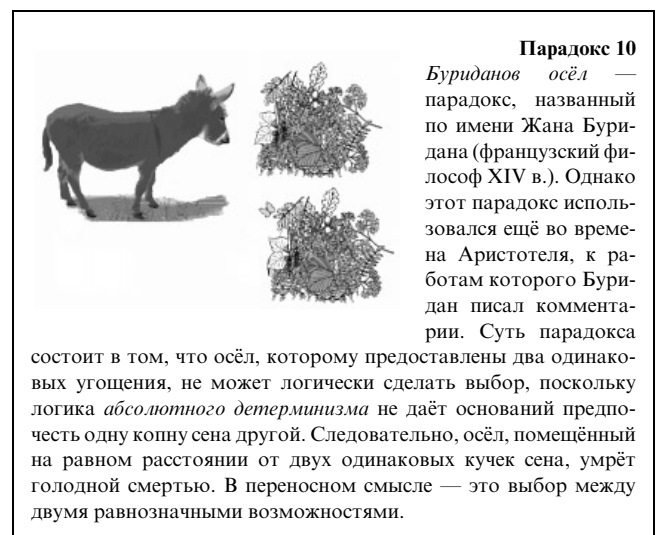 Парадокс 10
Буриданов осёл —
парадокс, названный
по имени Жана Бури-
дана (французский фи-
лософ XIV в.). Однако
этот парадокс исполь-
зовался ещё во време-
на Аристотеля, к ра-
ботам которого Бури-
дан писал коммента-
рии. Суть парадокса
состоит в том, что осёл, которому предоставлены два одинако-
вых угощения, не может логически сделать выбор, поскольку
логика абсолютного детерминизма не даёт оснований предпо-
честь одну копну сена другой. Следовательно, осёл, помещённый
на равном расстоянии от двух одинаковых кучек сена, умрёт
голодной смертью. В переносном смысле — это выбор между
двумя равнозначными возможностями.